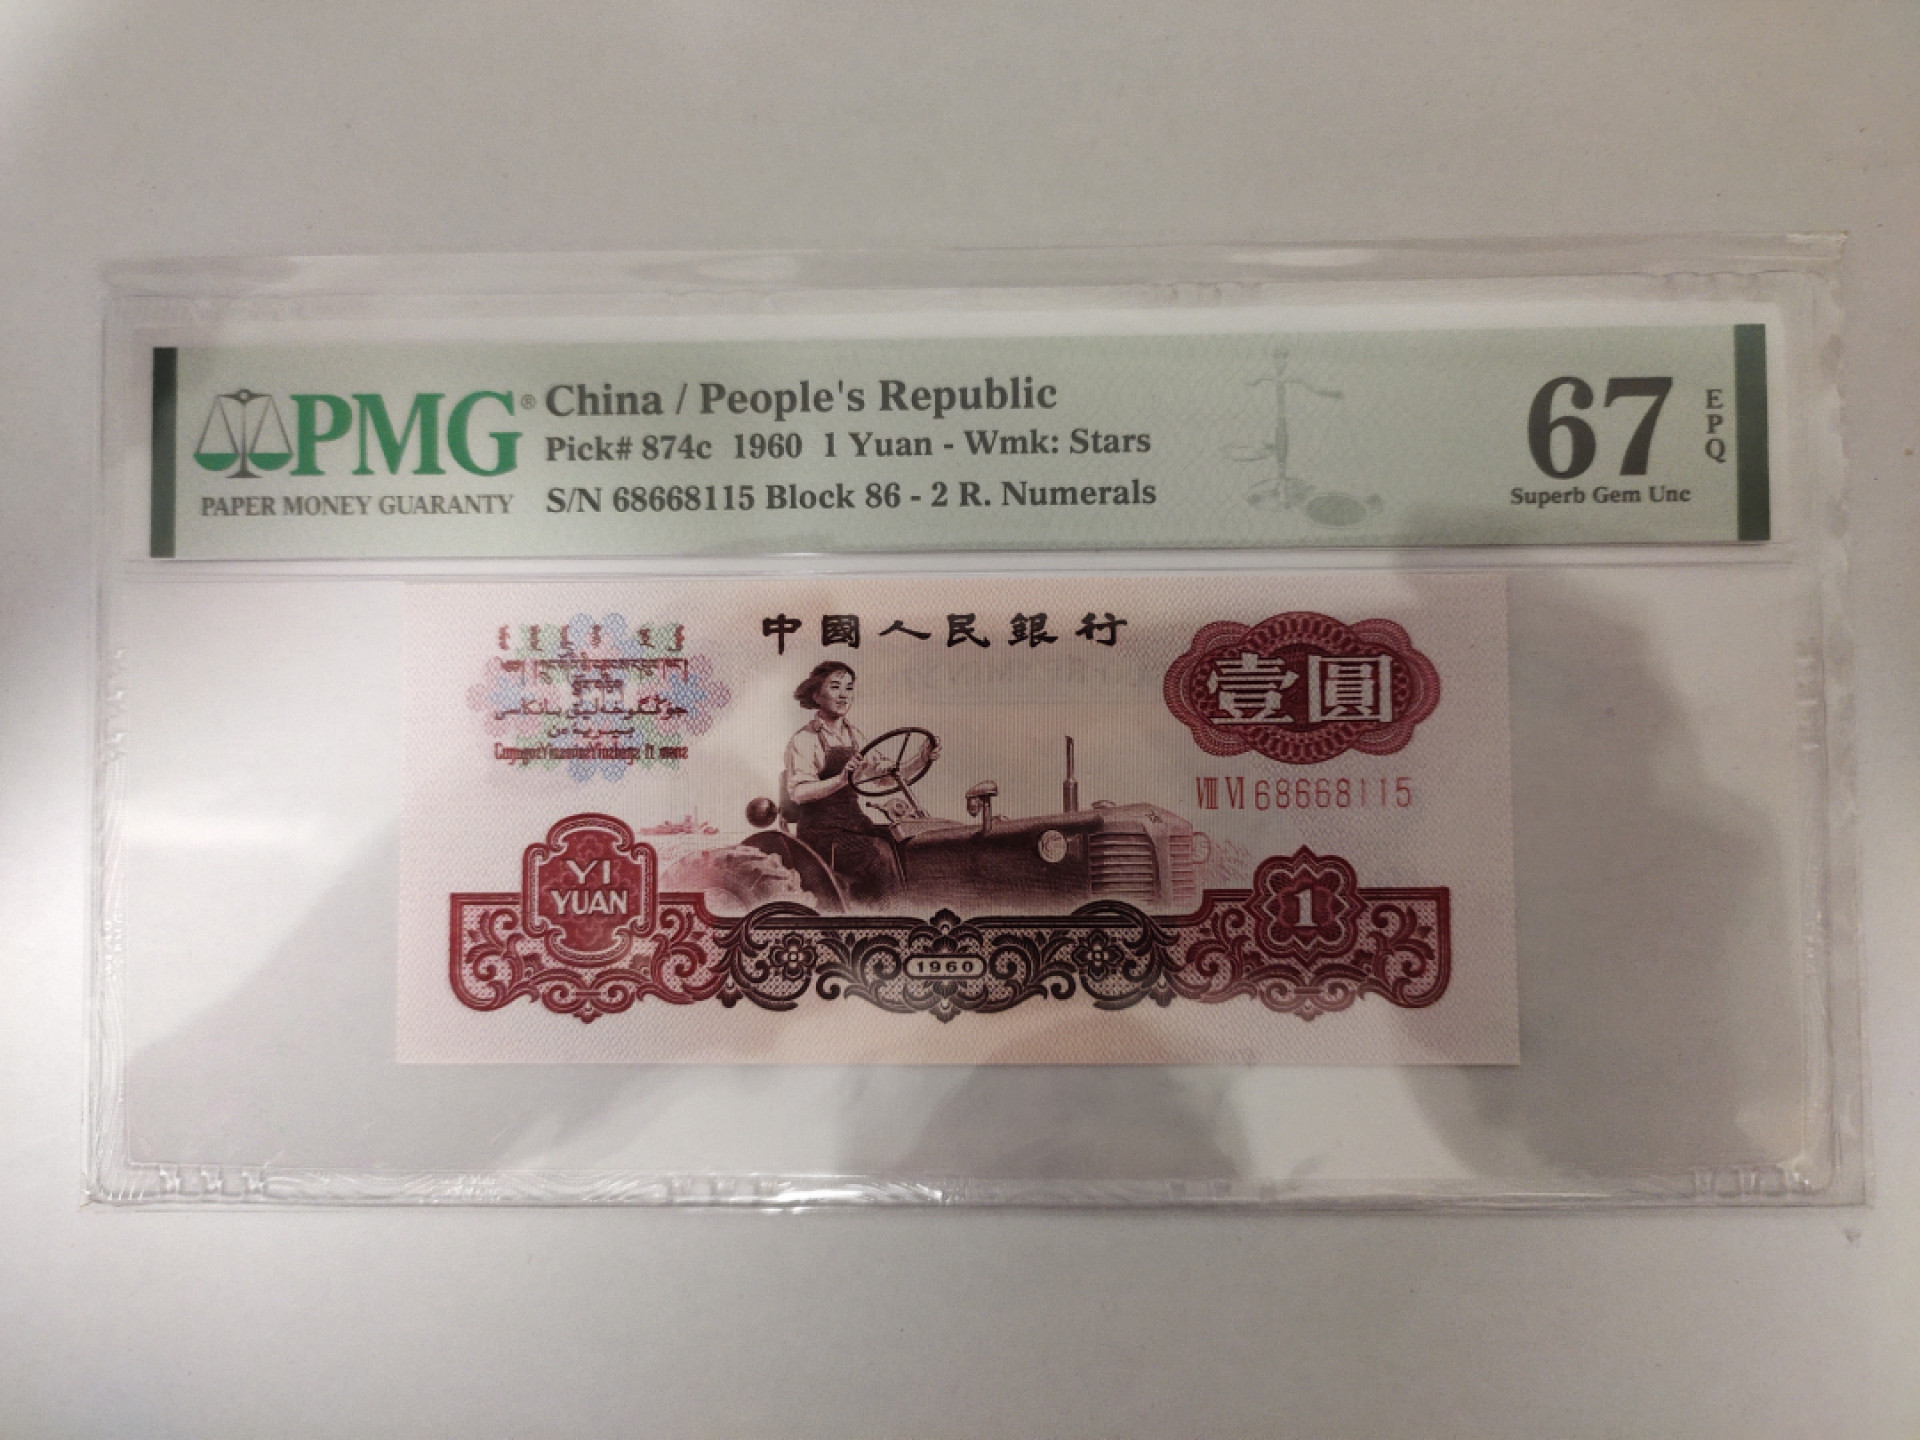 PMG®
PAPER MONEY GUARANTY
China / People's Republic
Pick# 874c 1960 1 Yuan - Wmk: Stars
S/N 68668115 Block 86 - 2 R. Numerals
67
EPQ
Superb Gem Unc
中國人民銀行
壹圓
Ⅷ Ⅵ 68668115
YI
YUAN
1
1960